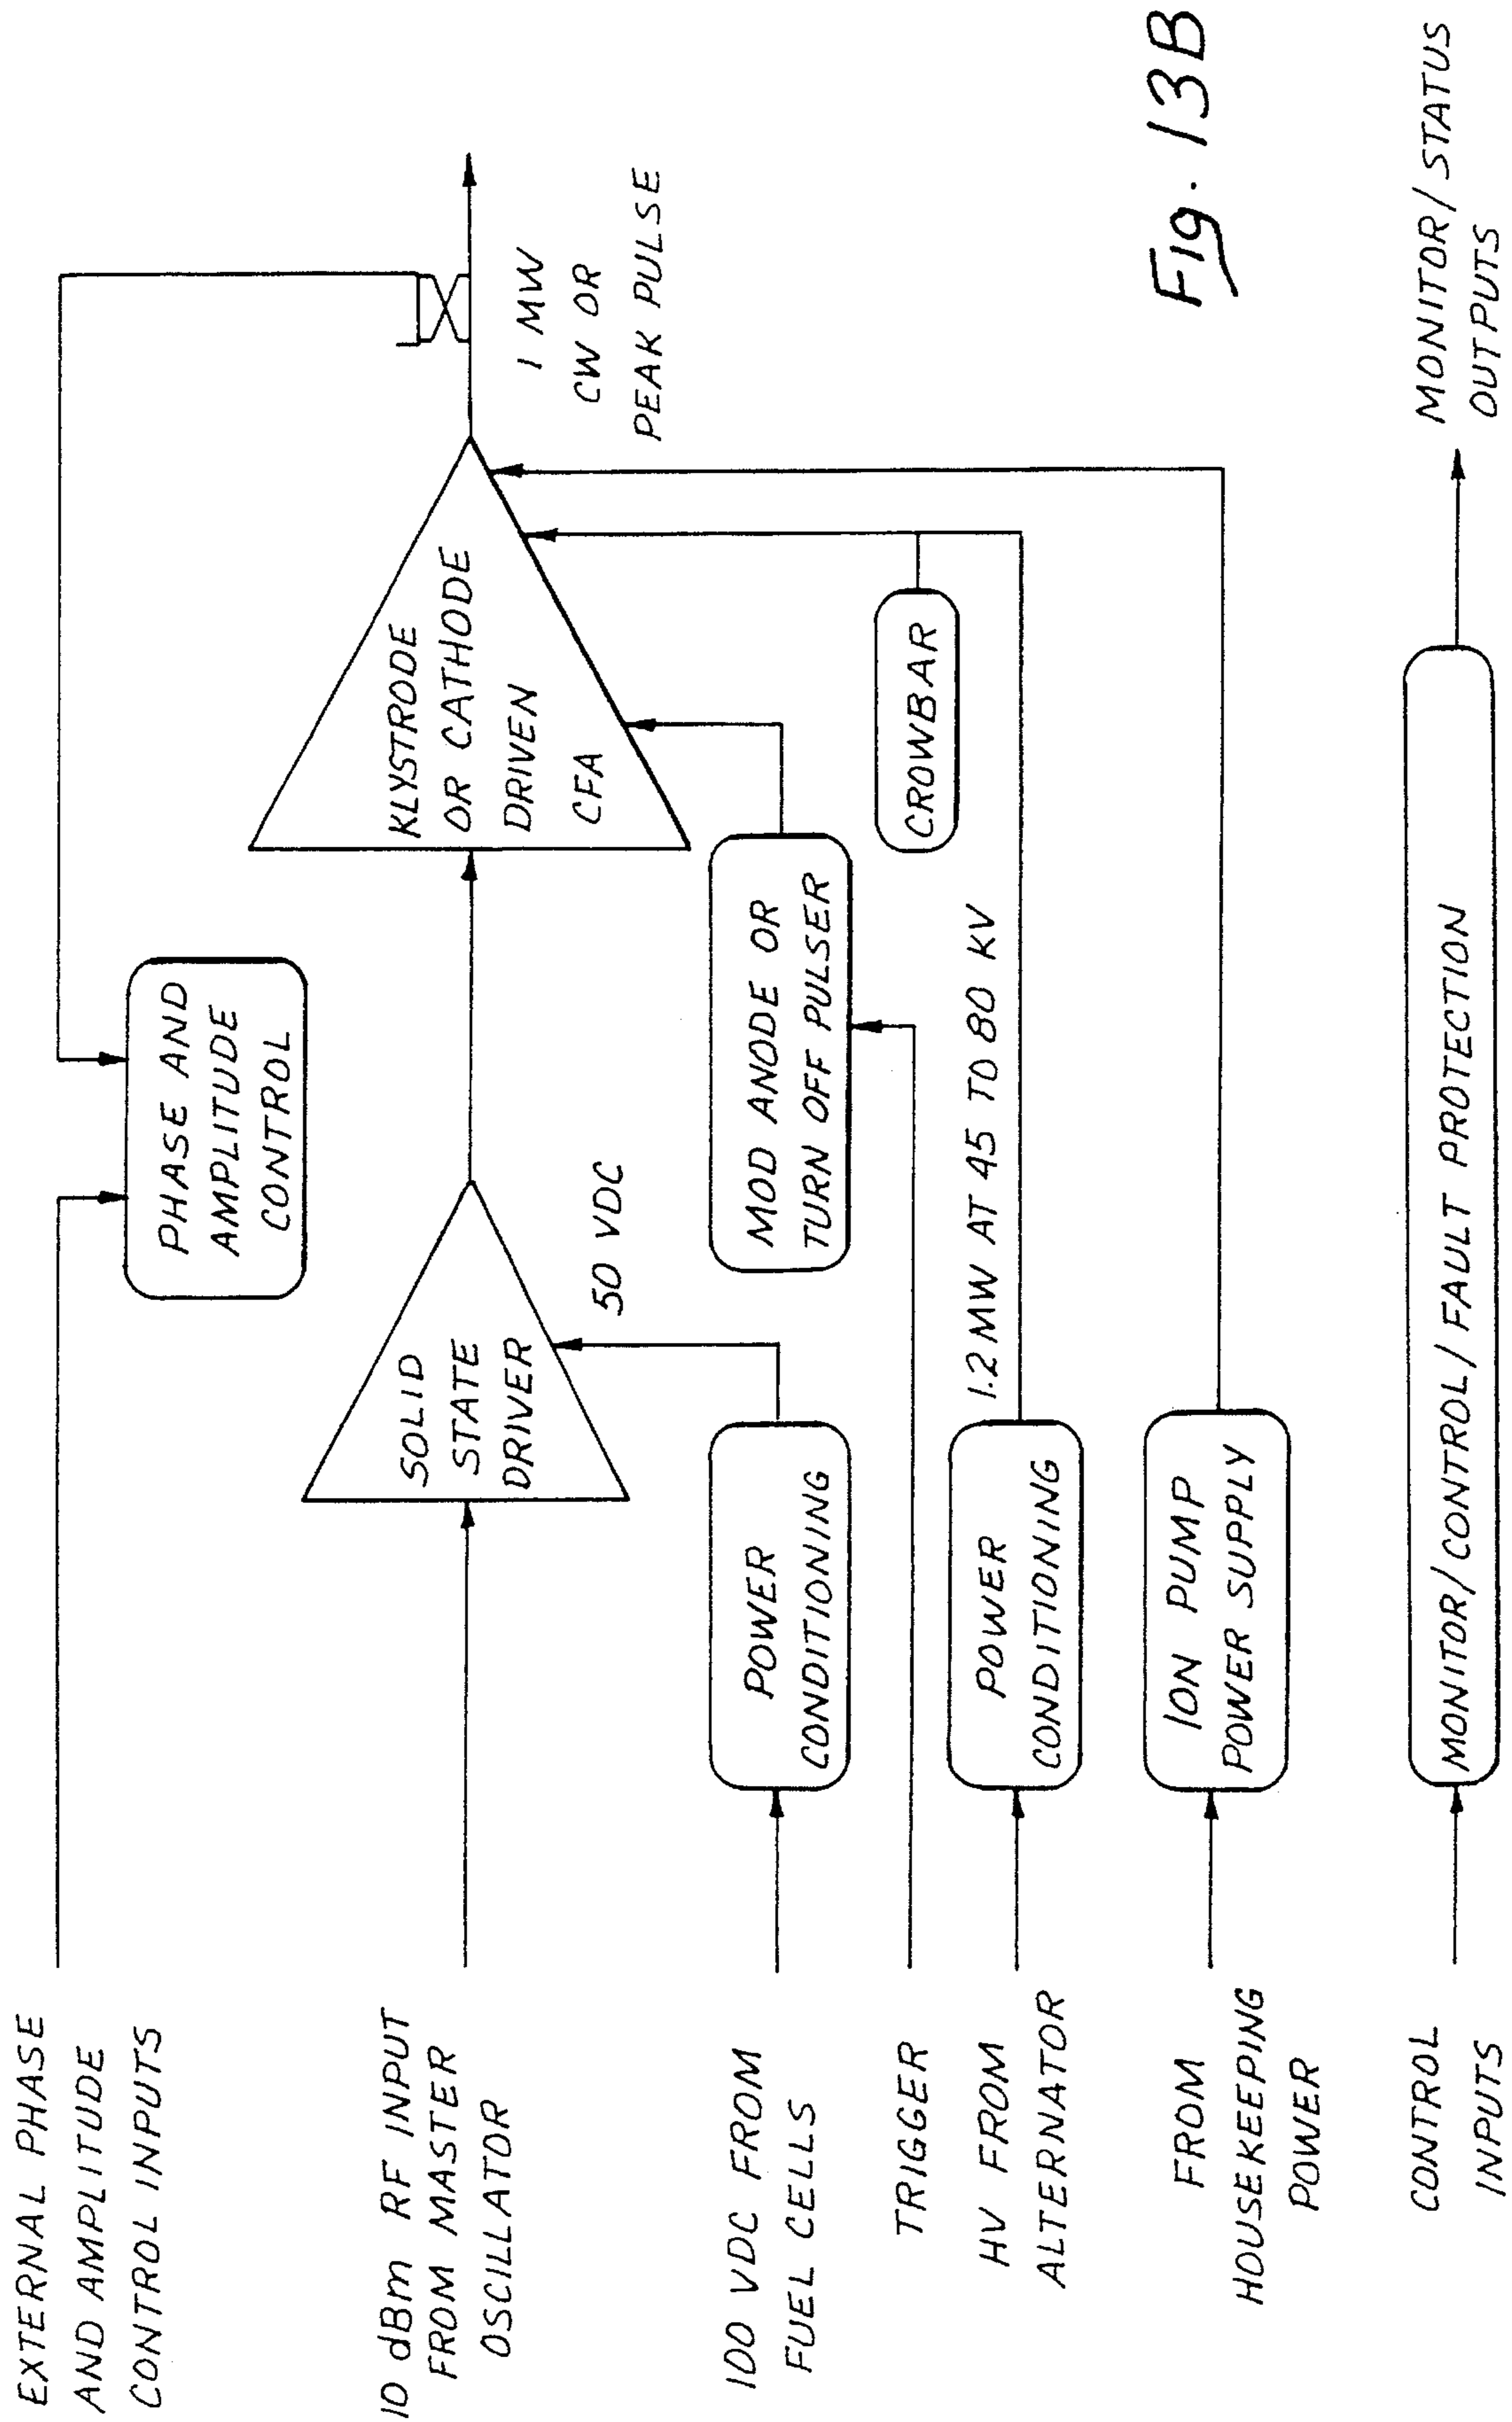 EXTERNAL PHASE
AND AMPLITUDE
CONTROL INPUTS
PHASE AND
AMPLITUDE
CONTROL
10 dBm RF INPUT
FROM MASTER
OSCILLATOR
SOLID
STATE
DRIVER
KLYSTRODE
OR CATHODE
DRIVEN
CFA
1 MW
CW OR
PEAK PULSE
50 VDC
100 VDC FROM
FUEL CELLS
POWER
CONDITIONING
MOD ANODE OR
TURN OFF PULSER
TRIGGER
CROWBAR
HV FROM
ALTERNATOR
POWER
CONDITIONING
1.2 MW AT 45 TO 80 KV
FROM
HOUSEKEEPING
POWER
ION PUMP
POWER SUPPLY
Fig. 13B
CONTROL
INPUTS
MONITOR/CONTROL/FAULT PROTECTION
MONITOR/STATUS
OUTPUTS